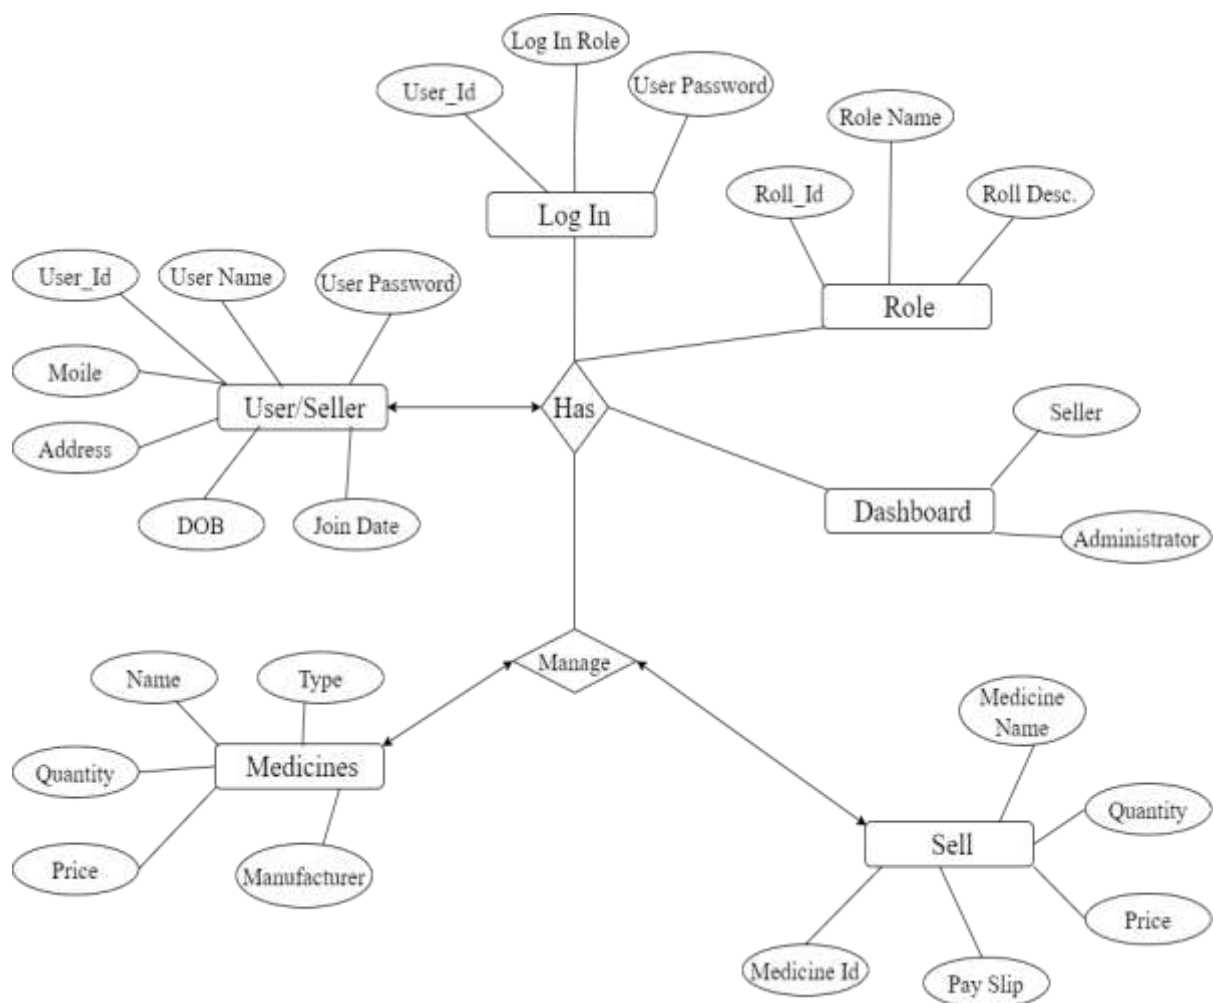 Log In Role
User_Id
User Password
Log In
Role Name
Roll_Id
Roll Desc.
Role
User_Id
User Name
User Password
Moile
User/Seller
Address
DOB
Join Date
Has
Seller
Dashboard
Administrator
Manage
Name
Type
Quantity
Medicines
Price
Manufacturer
Medicine
Name
Quantity
Sell
Price
Medicine Id
Pay Slip